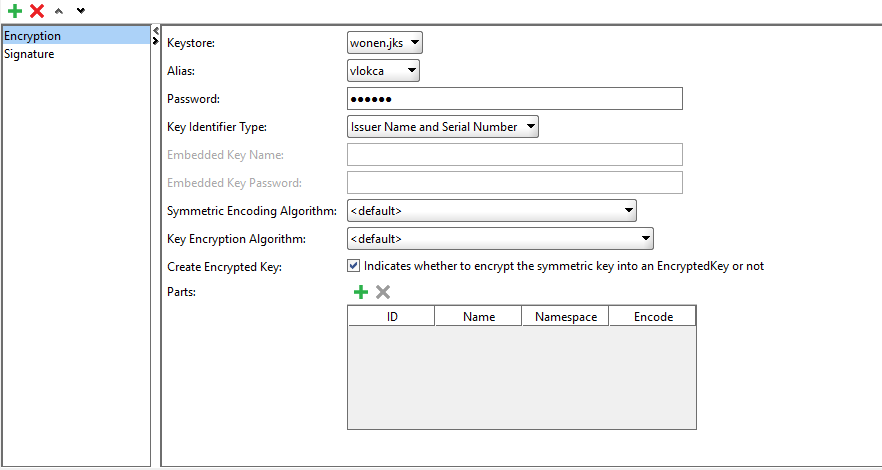 Encryption
Signature
Keystore: wonen.jks
Alias: vlokca
Password: ●●●●●●
Key Identifier Type: Issuer Name and Serial Number
Embedded Key Name:
Embedded Key Password:
Symmetric Encoding Algorithm: <default>
Key Encryption Algorithm: <default>
Create Encrypted Key: Indicates whether to encrypt the symmetric key into an EncryptedKey or not
Parts:
ID Name Namespace Encode